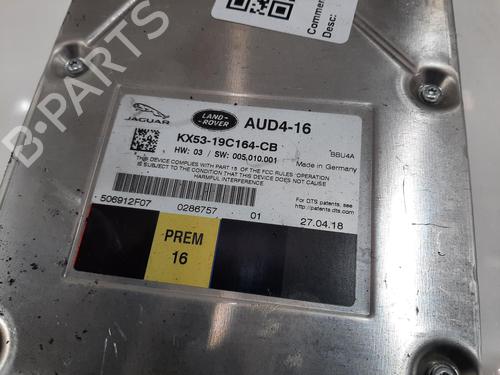 B-PARTS
Comme
Desc:
JAGUAR
LAND-
ROVER
AUD4-16
KX53-19C164-CB
BBU4A
HW: 03 / SW: 005.010.001
Made in Germany
THIS DEVICE COMPLIES WITH PART 15 OF THE FCC RULES OPERATION
IS SUBJECT TO THE CONDITION THAT THIS DEVICE DOES NOT CAUSE
HARMFUL INTERFERENCE
For DTS patents, see
http://patents.dts.com
506912F07 0286757 01 27.04.18
PREM
16